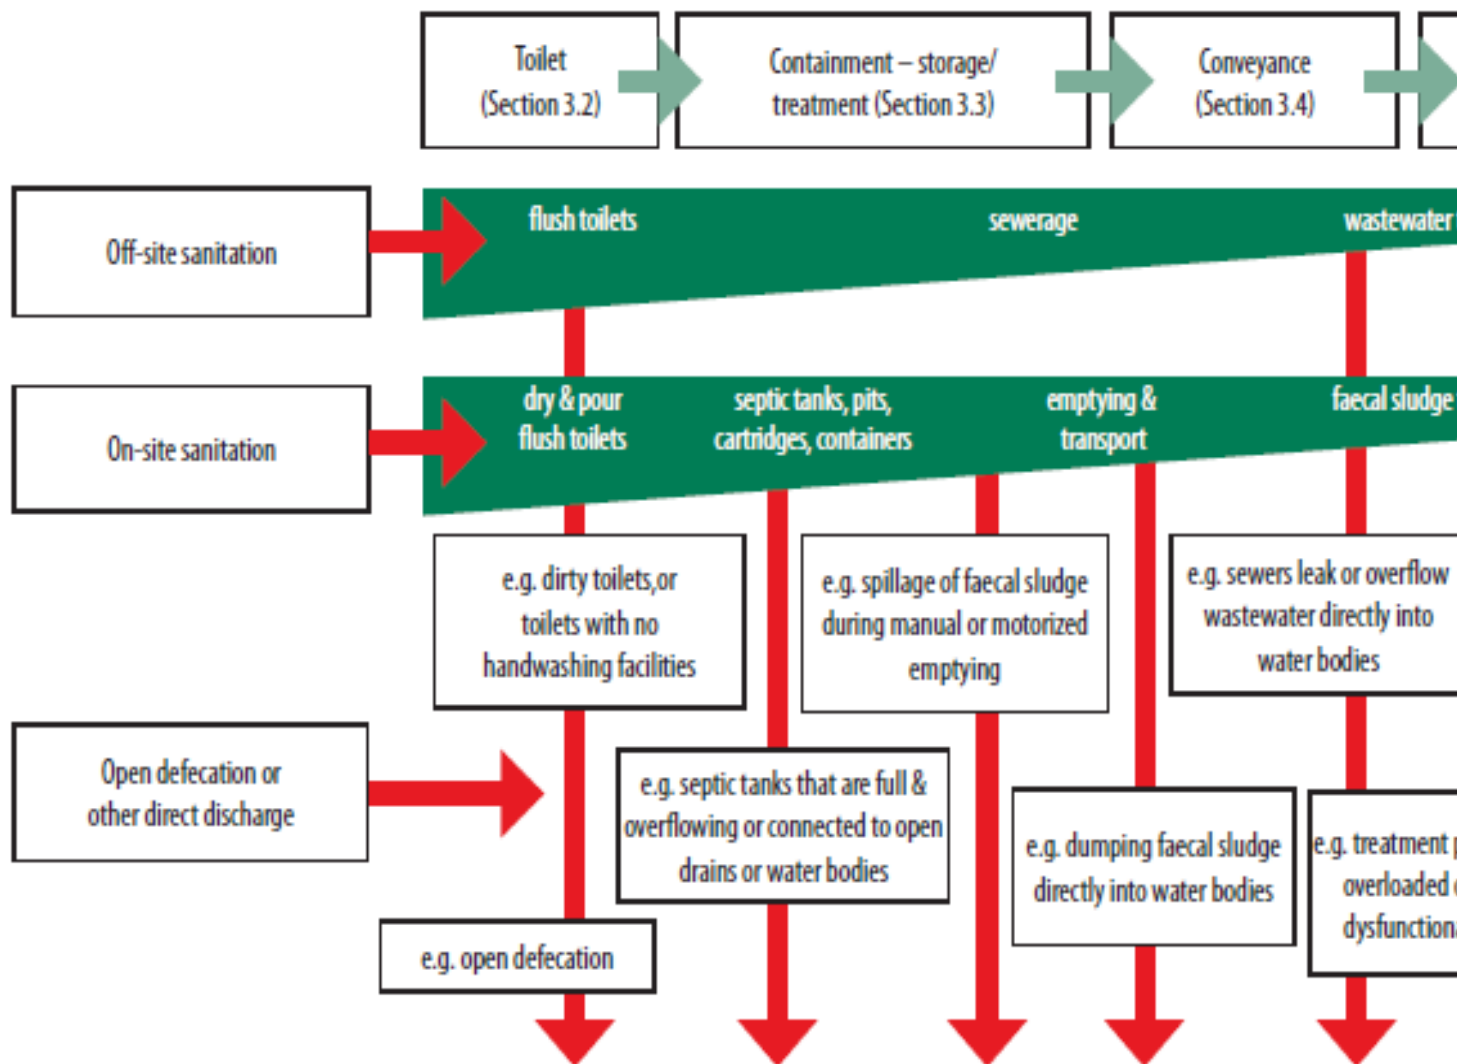 Toilet
(Section 3.2)
Containment – storage/
treatment (Section 3.3)
Conveyance
(Section 3.4)
Off-site sanitation
flush toilets
sewerage
wastewater
On-site sanitation
dry & pour
flush toilets
septic tanks, pits,
cartridges, containers
emptying &
transport
faecal sludge
e.g. dirty toilets,or
toilets with no
handwashing facilities
e.g. spillage of faecal sludge
during manual or motorized
emptying
e.g. sewers leak or overflow
wastewater directly into
water bodies
Open defecation or
other direct discharge
e.g. septic tanks that are full &
overflowing or connected to open
drains or water bodies
e.g. dumping faecal sludge
directly into water bodies
e.g. treatment
overloaded
e.g. open defecation